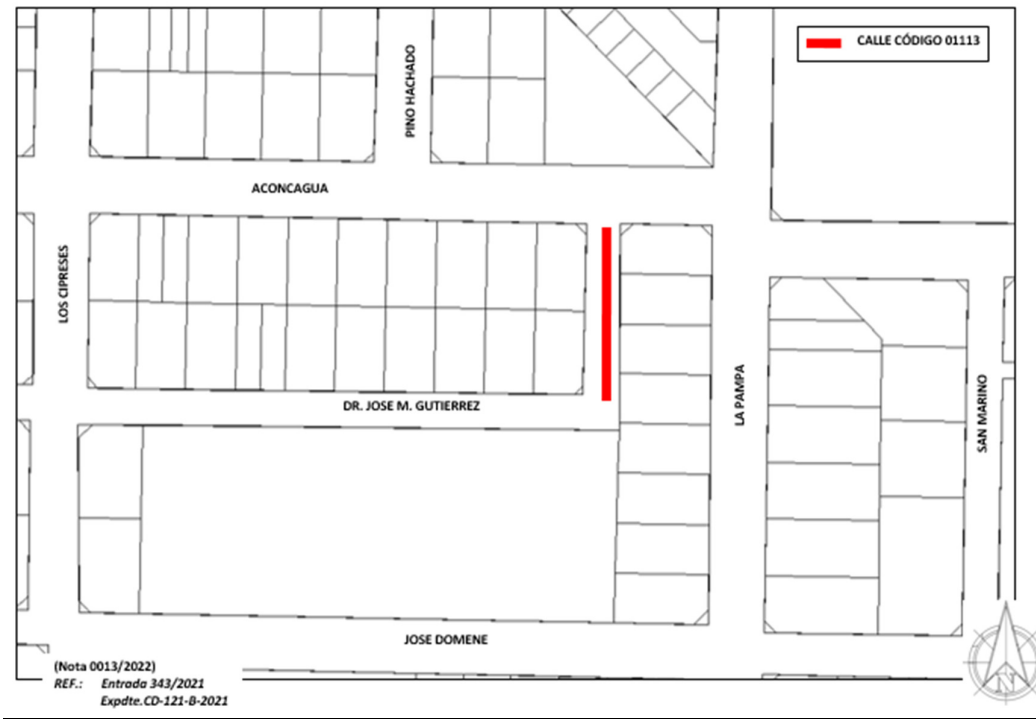 CALLE CÓDIGO 01113
PINO HACHADO
ACONCAGUA
LOS CIPRESES
DR. JOSE M. GUTIERREZ
LA PAMPA
SAN MARINO
JOSE DOMENE
(Nota 0013/2022)
REF.: Entrada 343/2021
Expdte.CD-121-B-2021
N